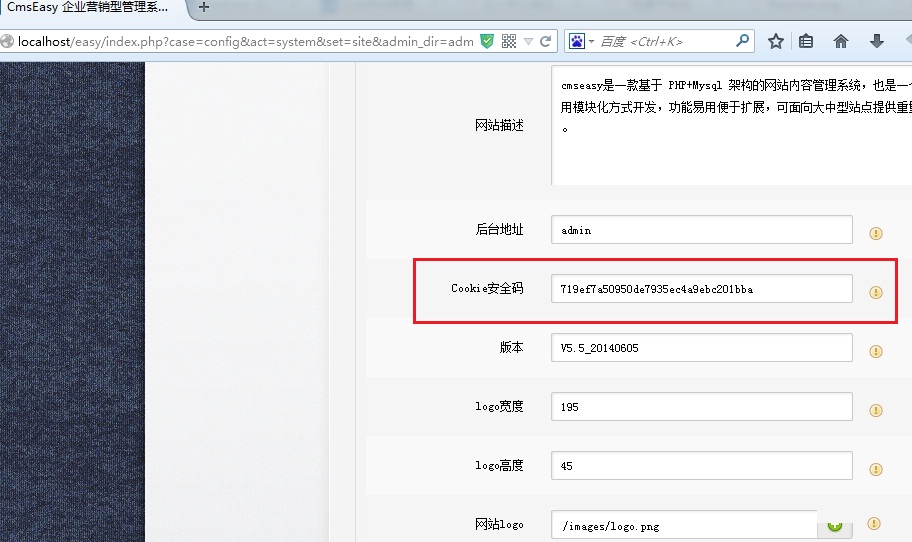 CmsEasy 企业营销型管理系...
localhost/easy/index.php?case=config&act=system&set=site&admin_dir=adm
百度 <Ctrl+K>
cmseasy是一款基于 PHP+Mysql 架构的网站内容管理系统，也是一个
用模块化方式开发，功能易用便于扩展，可面向大中型站点提供重量
。
网站描述
后台地址 admin
Cookie安全码 719ef7a50950de7935ec4a9ebc201bba
版本 V5.5_20140605
logo宽度 195
logo高度 45
网站logo /images/logo.png